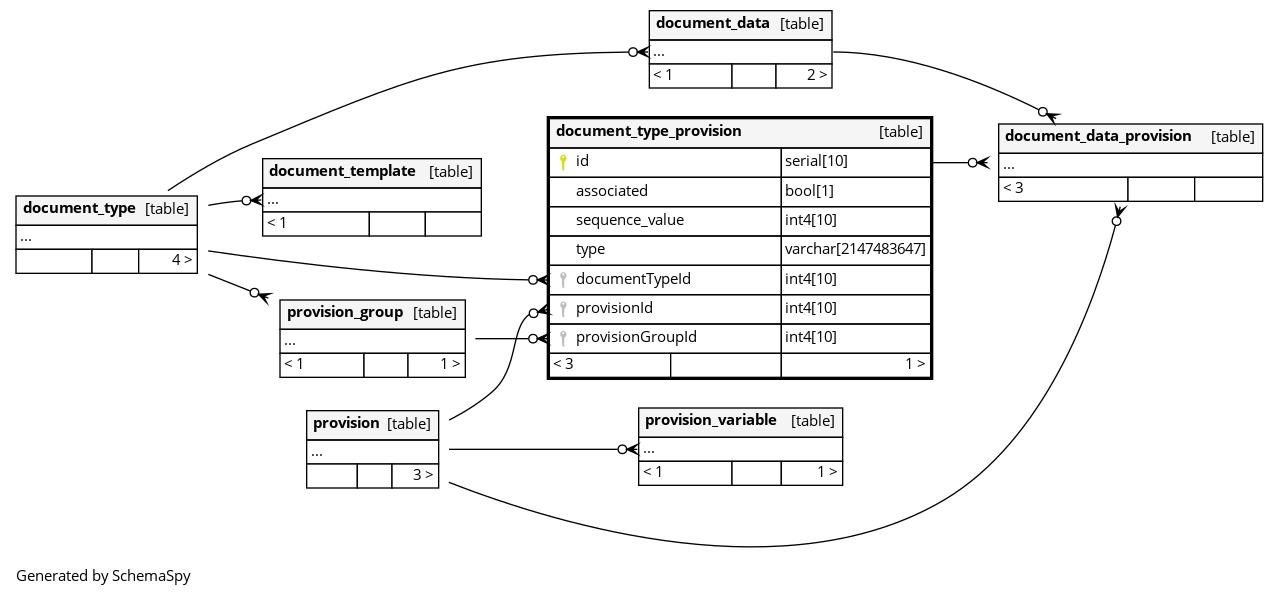 document_data [table]
...
< 1 2 >
document_type_provision [table]
id serial[10]
associated bool[1]
sequence_value int4[10]
type varchar[2147483647]
documentTypeId int4[10]
provisionId int4[10]
provisionGroupId int4[10]
< 3 1 >
document_data_provision [table]
...
< 3
document_template [table]
...
< 1
document_type [table]
...
4 >
provision_group [table]
...
< 1 1 >
provision [table]
...
3 >
provision_variable [table]
...
< 1 1 >
Generated by SchemaSpy